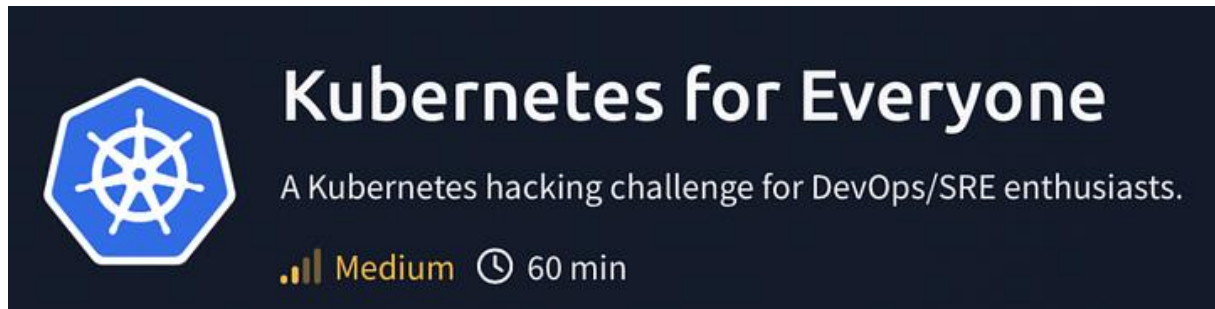 Kubernetes for Everyone
A Kubernetes hacking challenge for DevOps/SRE enthusiasts.
Medium 60 min